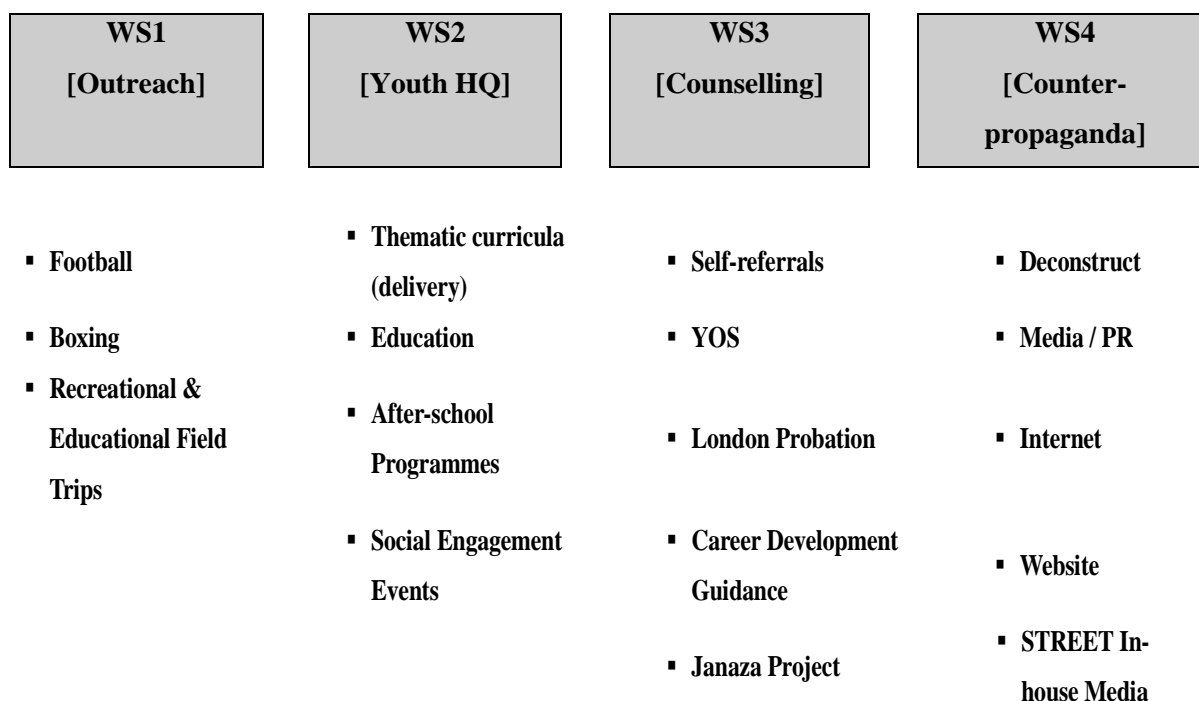 WS1
[Outreach]
WS2
[Youth HQ]
WS3
[Counselling]
WS4
[Counter-
propaganda]
▪ Football
▪ Boxing
▪ Recreational &
Educational Field
Trips
▪ Thematic curricula
(delivery)
▪ Education
▪ After-school
Programmes
▪ Social Engagement
Events
▪ Self-referrals
▪ YOS
▪ London Probation
▪ Career Development
Guidance
▪ Janaza Project
▪ Deconstruct
▪ Media / PR
▪ Internet
▪ Website
▪ STREET In-
house Media